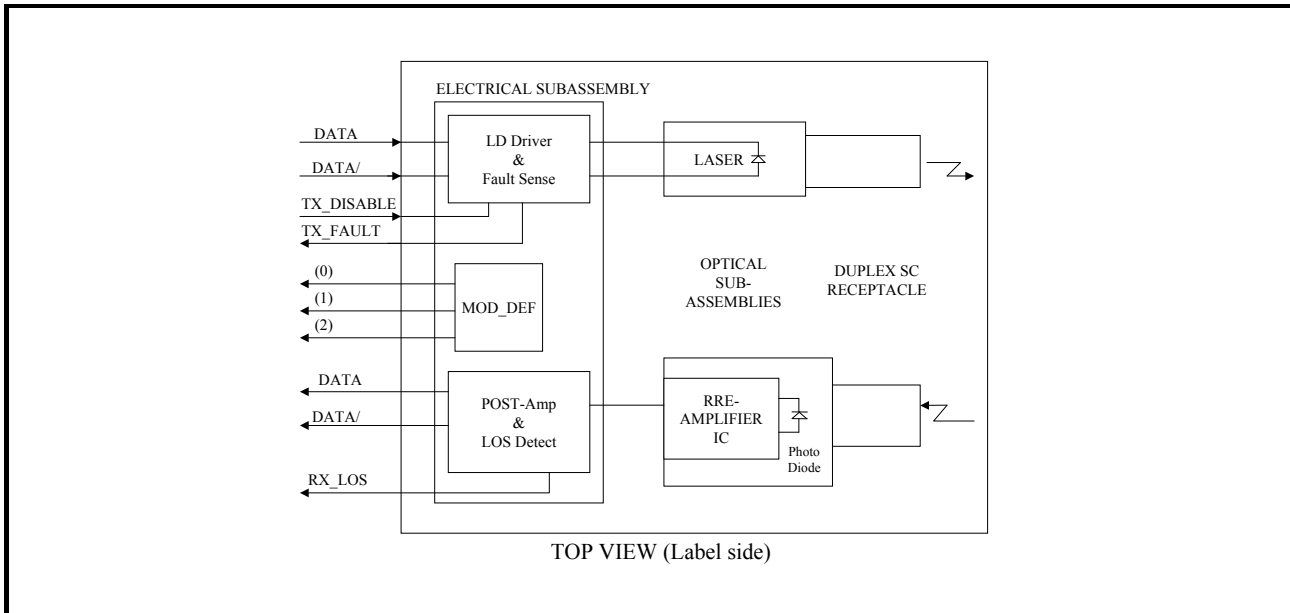 ELECTRICAL SUBASSEMBLY
DATA
DATA/
TX_DISABLE
TX_FAULT
LD Driver
&
Fault Sense
LASER
(0)
(1)
(2)
MOD_DEF
OPTICAL
SUB-
ASSEMBLIES
DUPLEX SC
RECEPTACLE
DATA
DATA/
RX_LOS
POST-Amp
&
LOS Detect
RRE-
AMPLIFIER
IC
Photo
Diode
TOP VIEW (Label side)